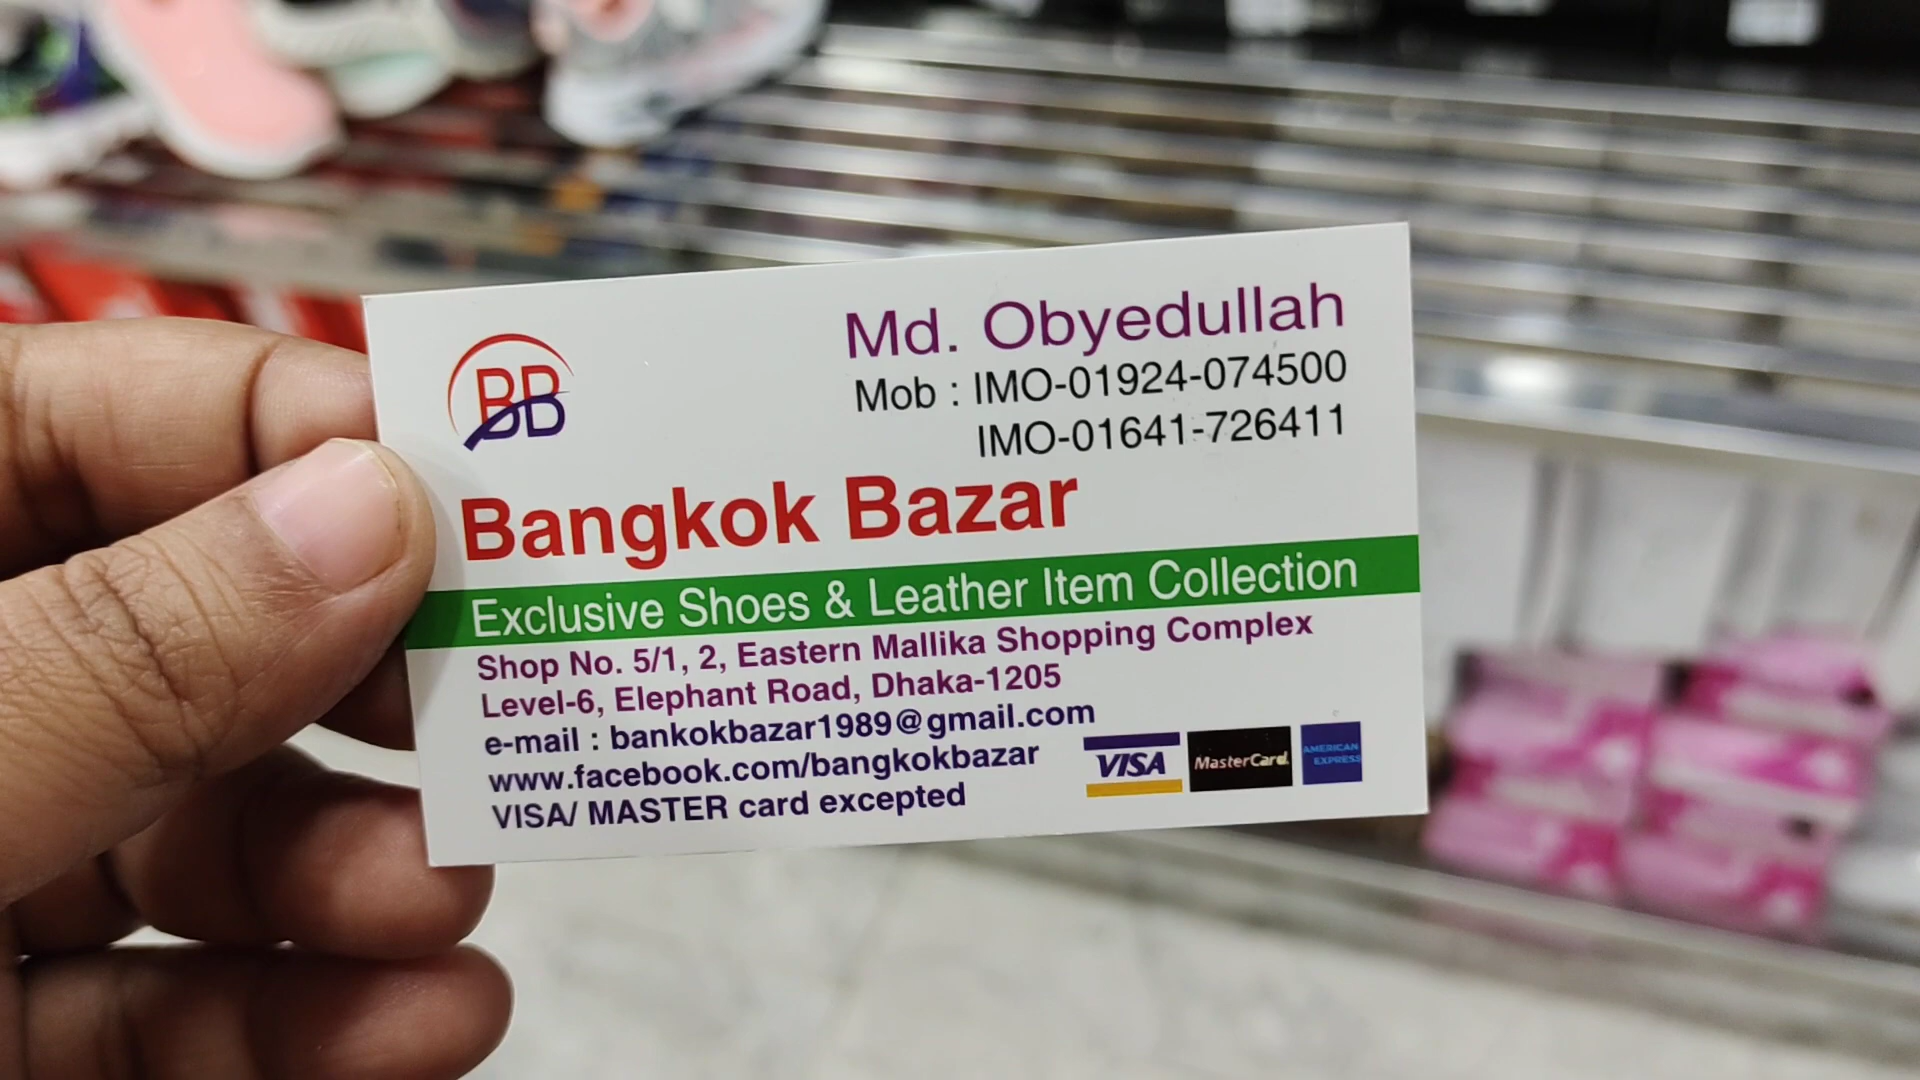 BB
Md. Obyedullah
Mob : IMO-01924-074500
IMO-01641-726411
Bangkok Bazar
Exclusive Shoes & Leather Item Collection
Shop No. 5/1, 2, Eastern Mallika Shopping Complex
Level-6, Elephant Road, Dhaka-1205
e-mail : bankokbazar1989@gmail.com
www.facebook.com/bangkokbazar
VISA/ MASTER card excepted
VISA MasterCard AMERICAN EXPRESS